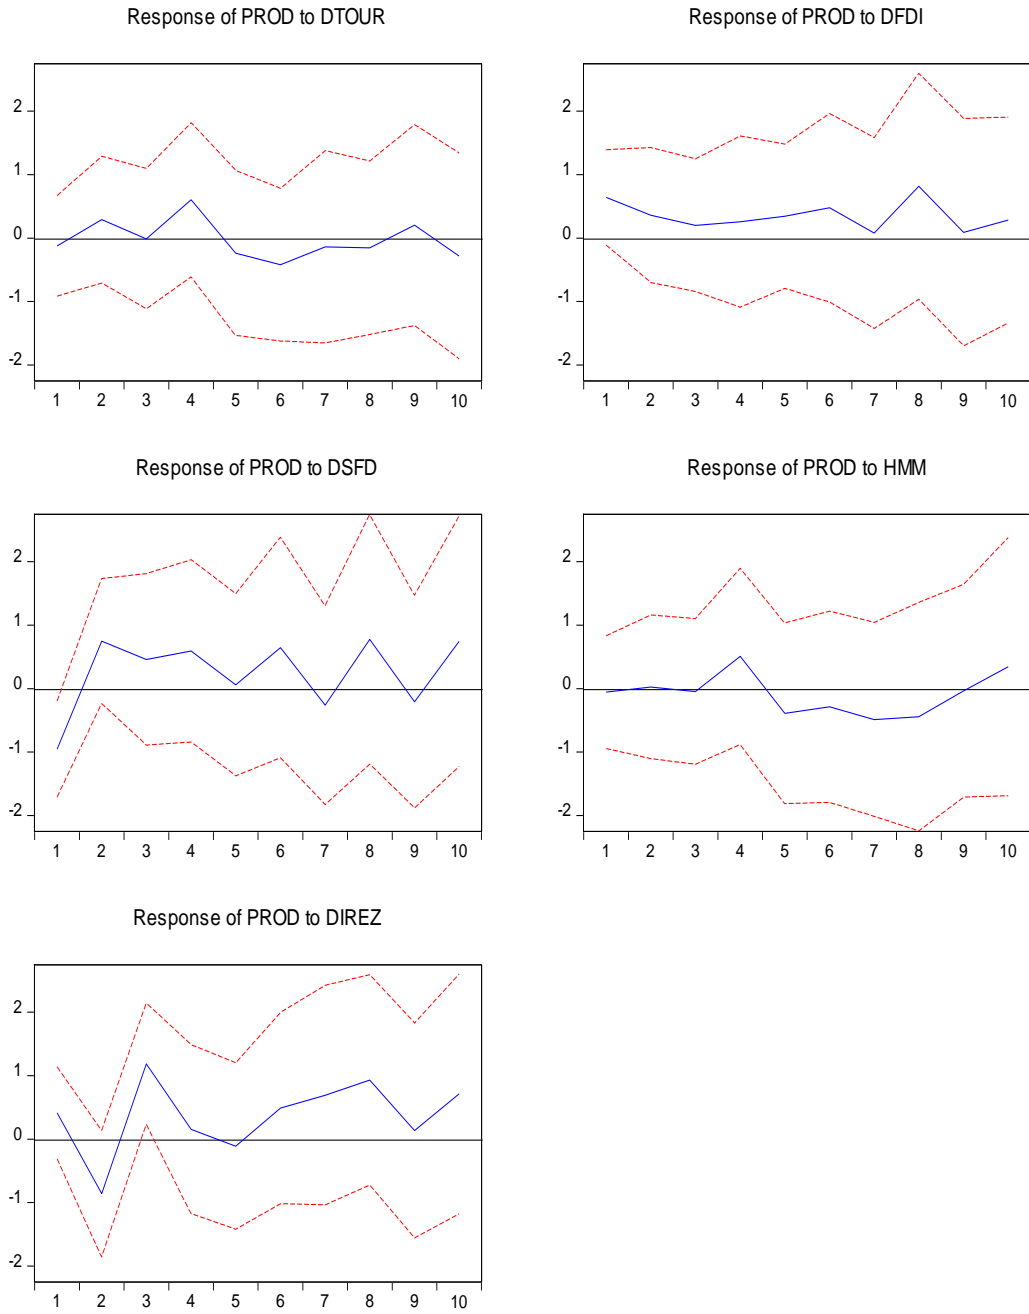 Response of PROD to DTOUR
2
1
0
-1
-2
1 2 3 4 5 6 7 8 9 10
Response of PROD to DFDI
2
1
0
-1
-2
1 2 3 4 5 6 7 8 9 10
Response of PROD to DSFD
2
1
0
-1
-2
1 2 3 4 5 6 7 8 9 10
Response of PROD to HMM
2
1
0
-1
-2
1 2 3 4 5 6 7 8 9 10
Response of PROD to DIREZ
2
1
0
-1
-2
1 2 3 4 5 6 7 8 9 10